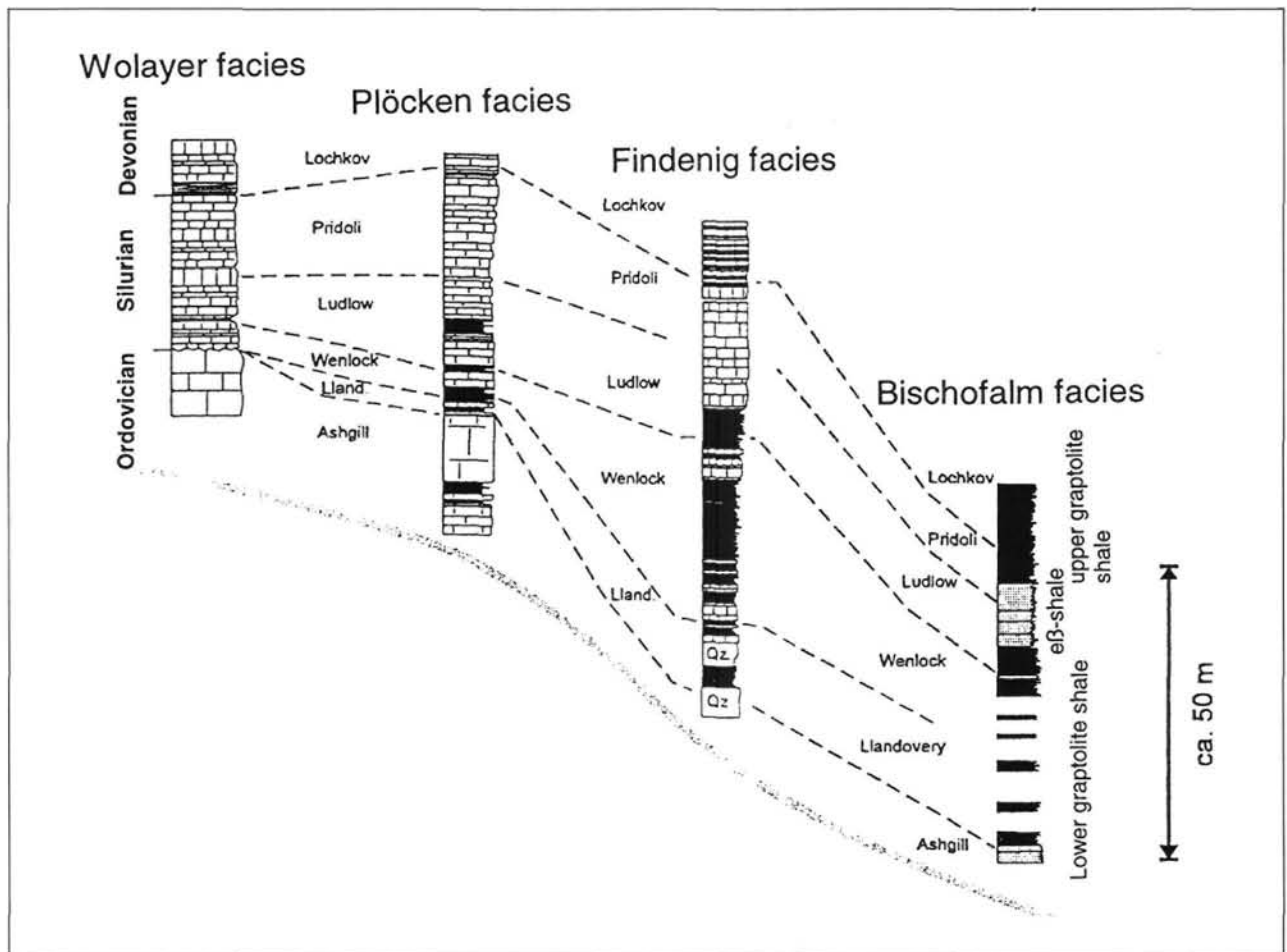 Wolayer facies
Plöcken facies
Findenig facies
Bischofalm facies
Devonian
Silurian
Ordovician
Lochkov
Pridoli
Ludlow
Wenlock
Lland.
Ashgill
Lochkov
Pridoli
Ludlow
Wenlock
Lland.
Qz
Qz
Lochkov
Pridoli
Ludlow
Wenlock
Llandovery
Ashgill
upper graptolite
shale
eß-shale
Lower graptolite shale
ca. 50 m